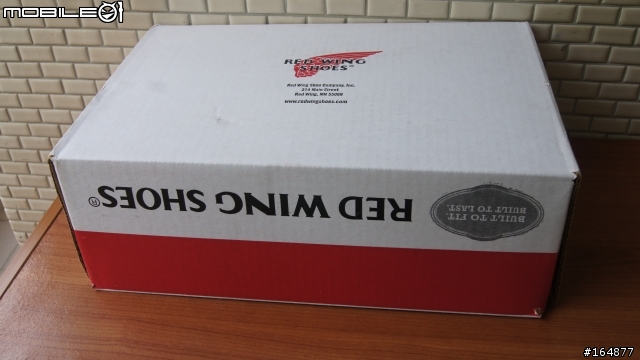 MOBILE01
RED WING
SHOES®
Red Wing Shoe Company, Inc.
314 Main Street
Red Wing, MN 55066
www.redwingshoes.com
RED WING SHOES®
BUILT TO FIT.
BUILT TO LAST.
#164877